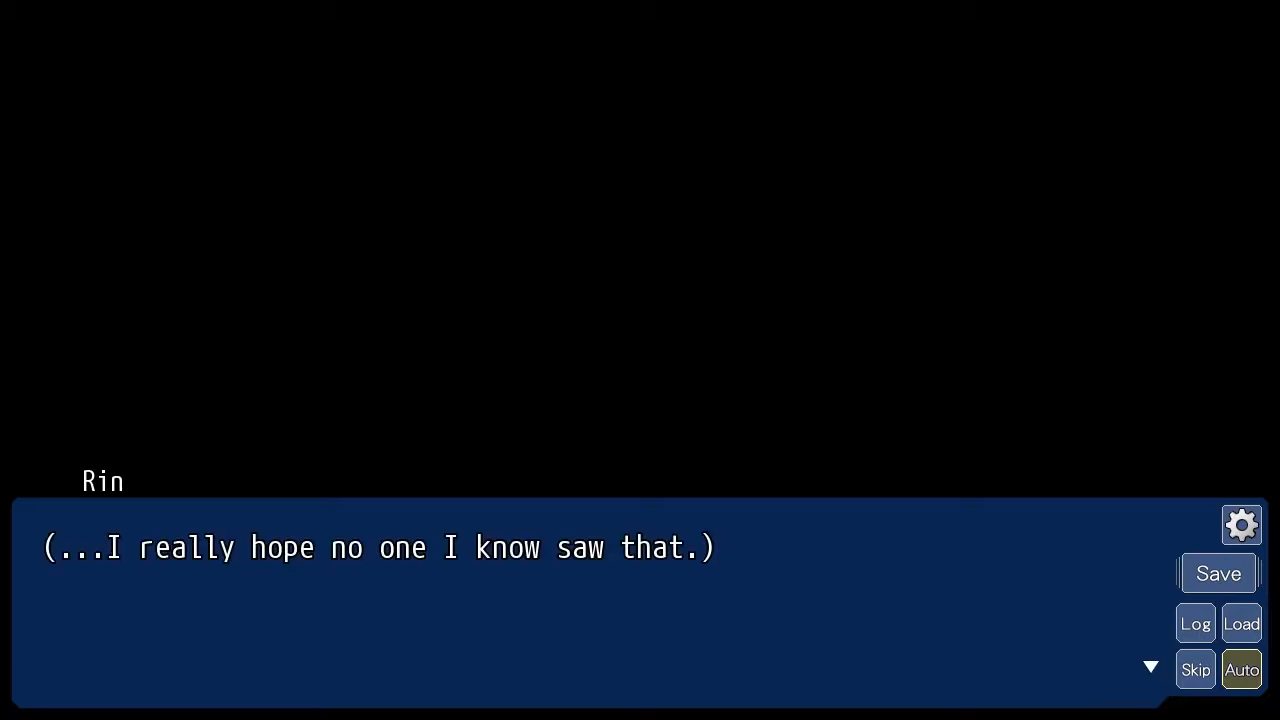 Rin
(...I really hope no one I know saw that.)
Save
Log Load
Skip Auto